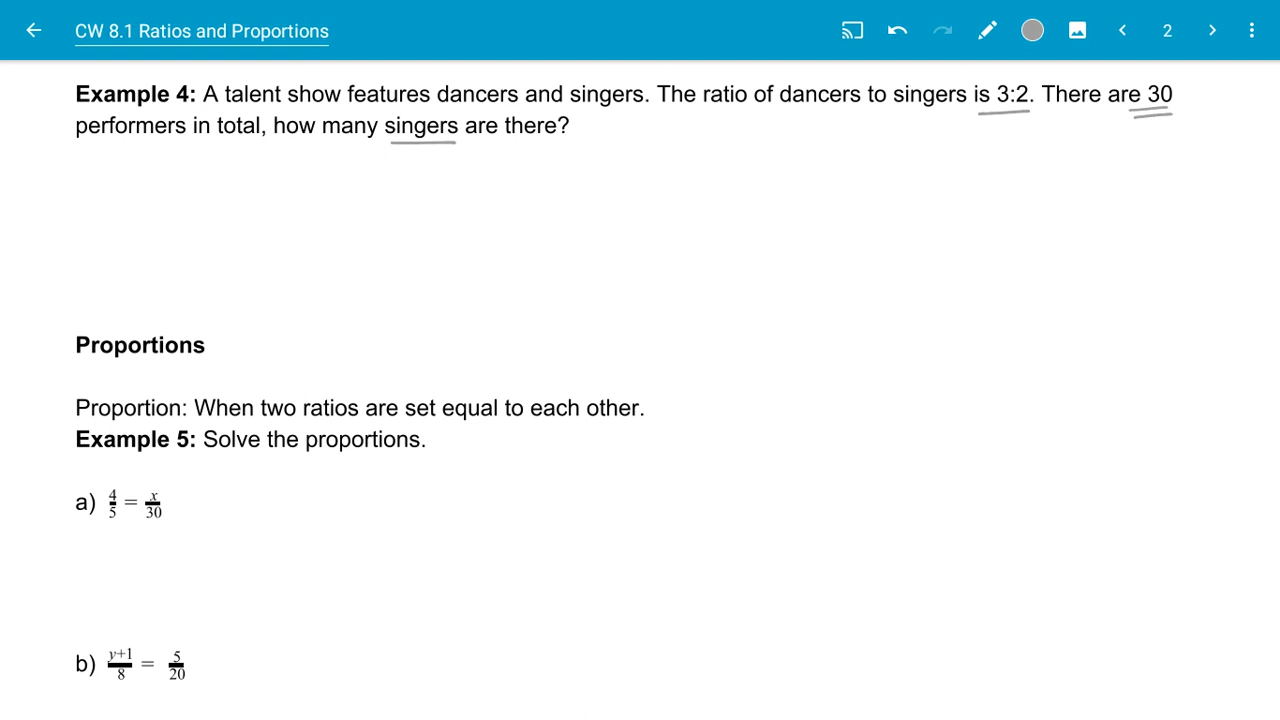 CW 8.1 Ratios and Proportions
2
Example 4: A talent show features dancers and singers. The ratio of dancers to singers is 3:2. There are 30
performers in total, how many singers are there?
Proportions
Proportion: When two ratios are set equal to each other.
Example 5: Solve the proportions.
a) 4/5 = x/30
b) y+1/8 = 5/20